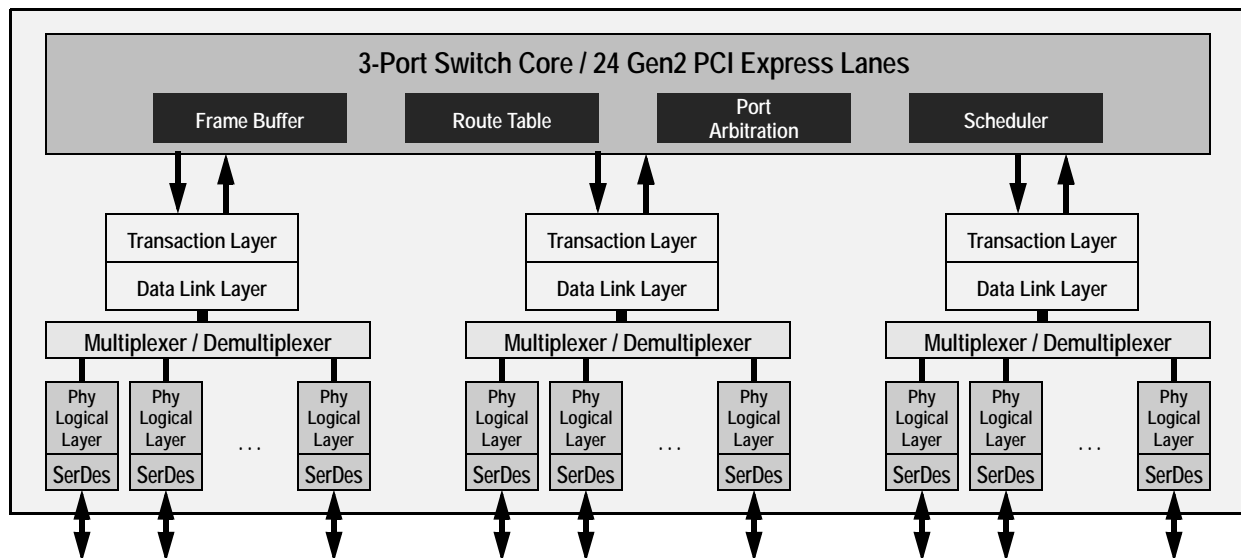 3-Port Switch Core / 24 Gen2 PCI Express Lanes
Frame Buffer
Route Table
Port
Arbitration
Scheduler
Transaction Layer
Data Link Layer
Multiplexer / Demultiplexer
Phy
Logical
Layer
SerDes
Phy
Logical
Layer
SerDes
...
Phy
Logical
Layer
SerDes
Transaction Layer
Data Link Layer
Multiplexer / Demultiplexer
Phy
Logical
Layer
SerDes
Phy
Logical
Layer
SerDes
...
Phy
Logical
Layer
SerDes
Transaction Layer
Data Link Layer
Multiplexer / Demultiplexer
Phy
Logical
Layer
SerDes
Phy
Logical
Layer
SerDes
...
Phy
Logical
Layer
SerDes